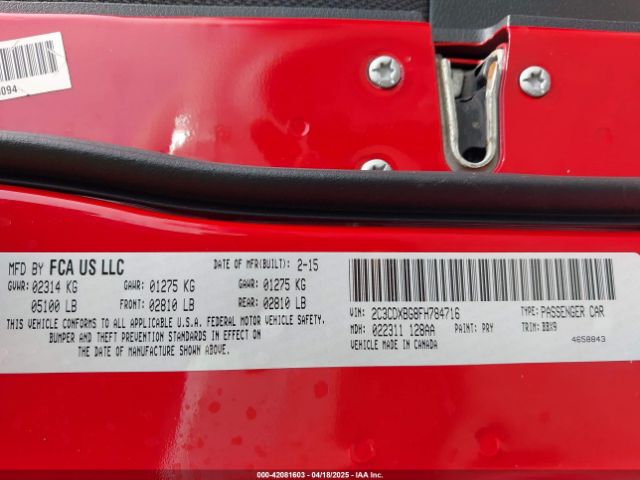 094
MFD BY FCA US LLC DATE OF MFR(BUILT): 2-15
GVWR: 02314 KG GAWR: 01275 KG GAWR: 01275 KG
05100 LB FRONT: 02810 LB REAR: 02810 LB
THIS VEHICLE CONFORMS TO ALL APPLICABLE U.S.A. FEDERAL MOTOR VEHICLE SAFETY,
BUMPER AND THEFT PREVENTION STANDARDS IN EFFECT ON
THE DATE OF MANUFACTURE SHOWN ABOVE.
VIN: 2C3CDXBG8FH784716 TYPE: PASSENGER CAR
MDH: 022311 128AA PAINT: PRY TRIM: BBX9
VEHICLE MADE IN CANADA 4658843
000-42081603 - 04/18/2025 - IAA Inc.